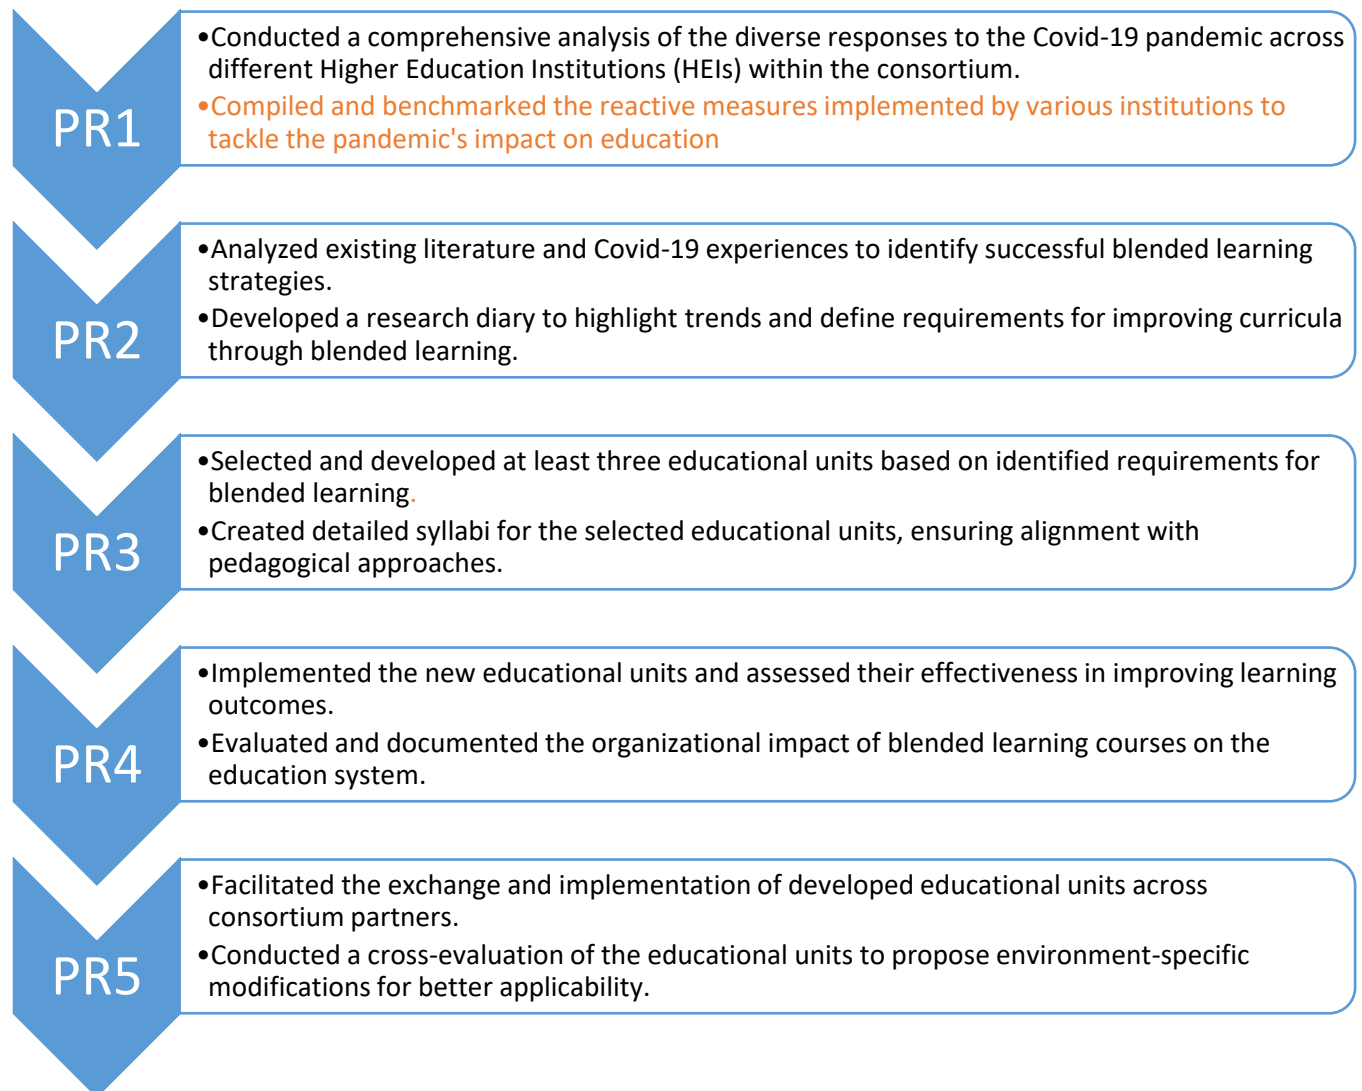 PR1
•Conducted a comprehensive analysis of the diverse responses to the Covid-19 pandemic across
different Higher Education Institutions (HEIs) within the consortium.
•Compiled and benchmarked the reactive measures implemented by various institutions to
tackle the pandemic's impact on education
PR2
•Analyzed existing literature and Covid-19 experiences to identify successful blended learning
strategies.
•Developed a research diary to highlight trends and define requirements for improving curricula
through blended learning.
PR3
•Selected and developed at least three educational units based on identified requirements for
blended learning.
•Created detailed syllabi for the selected educational units, ensuring alignment with
pedagogical approaches.
PR4
•Implemented the new educational units and assessed their effectiveness in improving learning
outcomes.
•Evaluated and documented the organizational impact of blended learning courses on the
education system.
PR5
•Facilitated the exchange and implementation of developed educational units across
consortium partners.
•Conducted a cross-evaluation of the educational units to propose environment-specific
modifications for better applicability.